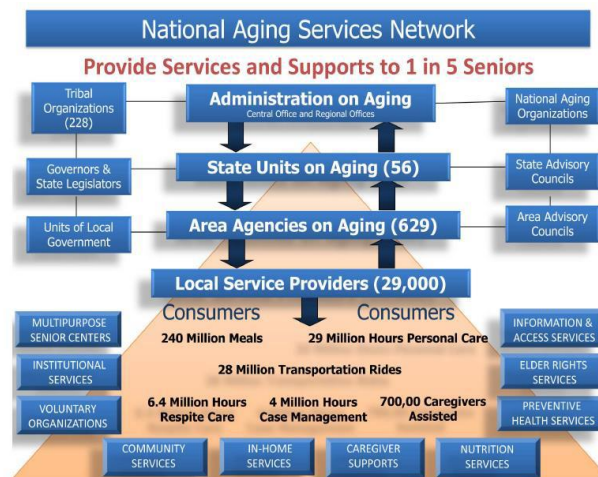 National Aging Services Network
Provide Services and Supports to 1 in 5 Seniors
Tribal
Organizations
(228)
Administration on Aging
Central Office and Regional Offices
National Aging
Organizations
Governors &
State Legislators
State Units on Aging (56)
State Advisory
Councils
Units of Local
Government
Area Agencies on Aging (629)
Area Advisory
Councils
Local Service Providers (29,000)
Consumers Consumers
MULTIPURPOSE
SENIOR CENTERS
240 Million Meals
29 Million Hours Personal Care
INFORMATION &
ACCESS SERVICES
INSTITUTIONAL
SERVICES
28 Million Transportation Rides
ELDER RIGHTS
SERVICES
VOLUNTARY
ORGANIZATIONS
6.4 Million Hours
Respite Care
4 Million Hours
Case Management
700,00 Caregivers
Assisted
PREVENTIVE
HEALTH SERVICES
COMMUNITY
SERVICES
IN-HOME
SERVICES
CAREGIVER
SUPPORTS
NUTRITION
SERVICES